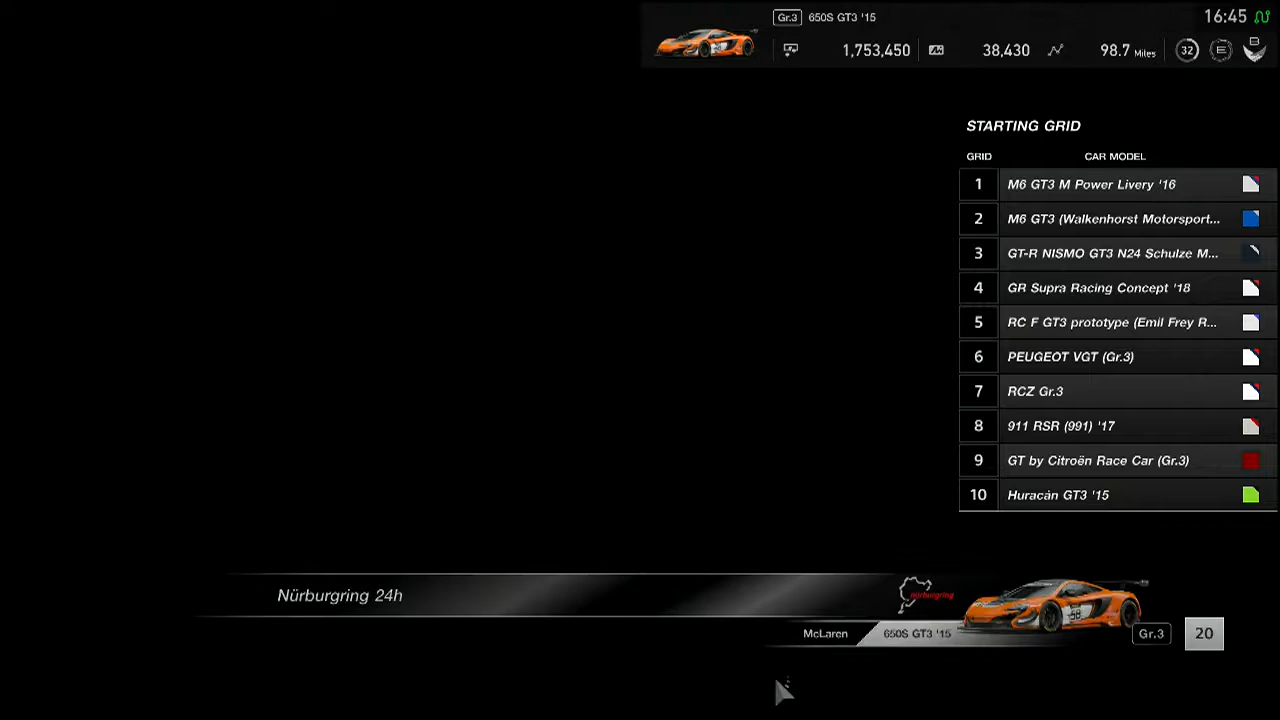 Gr.3 650S GT3 '15
16:45
1,753,450 38,430 98.7 Miles 32 E B
STARTING GRID
GRID CAR MODEL
1 M6 GT3 M Power Livery '16
2 M6 GT3 (Walkenhorst Motorsport...
3 GT-R NISMO GT3 N24 Schulze M...
4 GR Supra Racing Concept '18
5 RC F GT3 prototype (Emil Frey R...
6 PEUGEOT VGT (Gr.3)
7 RCZ Gr.3
8 911 RSR (991) '17
9 GT by Citroën Race Car (Gr.3)
10 Huracán GT3 '15
Nürburgring 24h
nürburgring
McLaren 650S GT3 '15 Gr.3 20